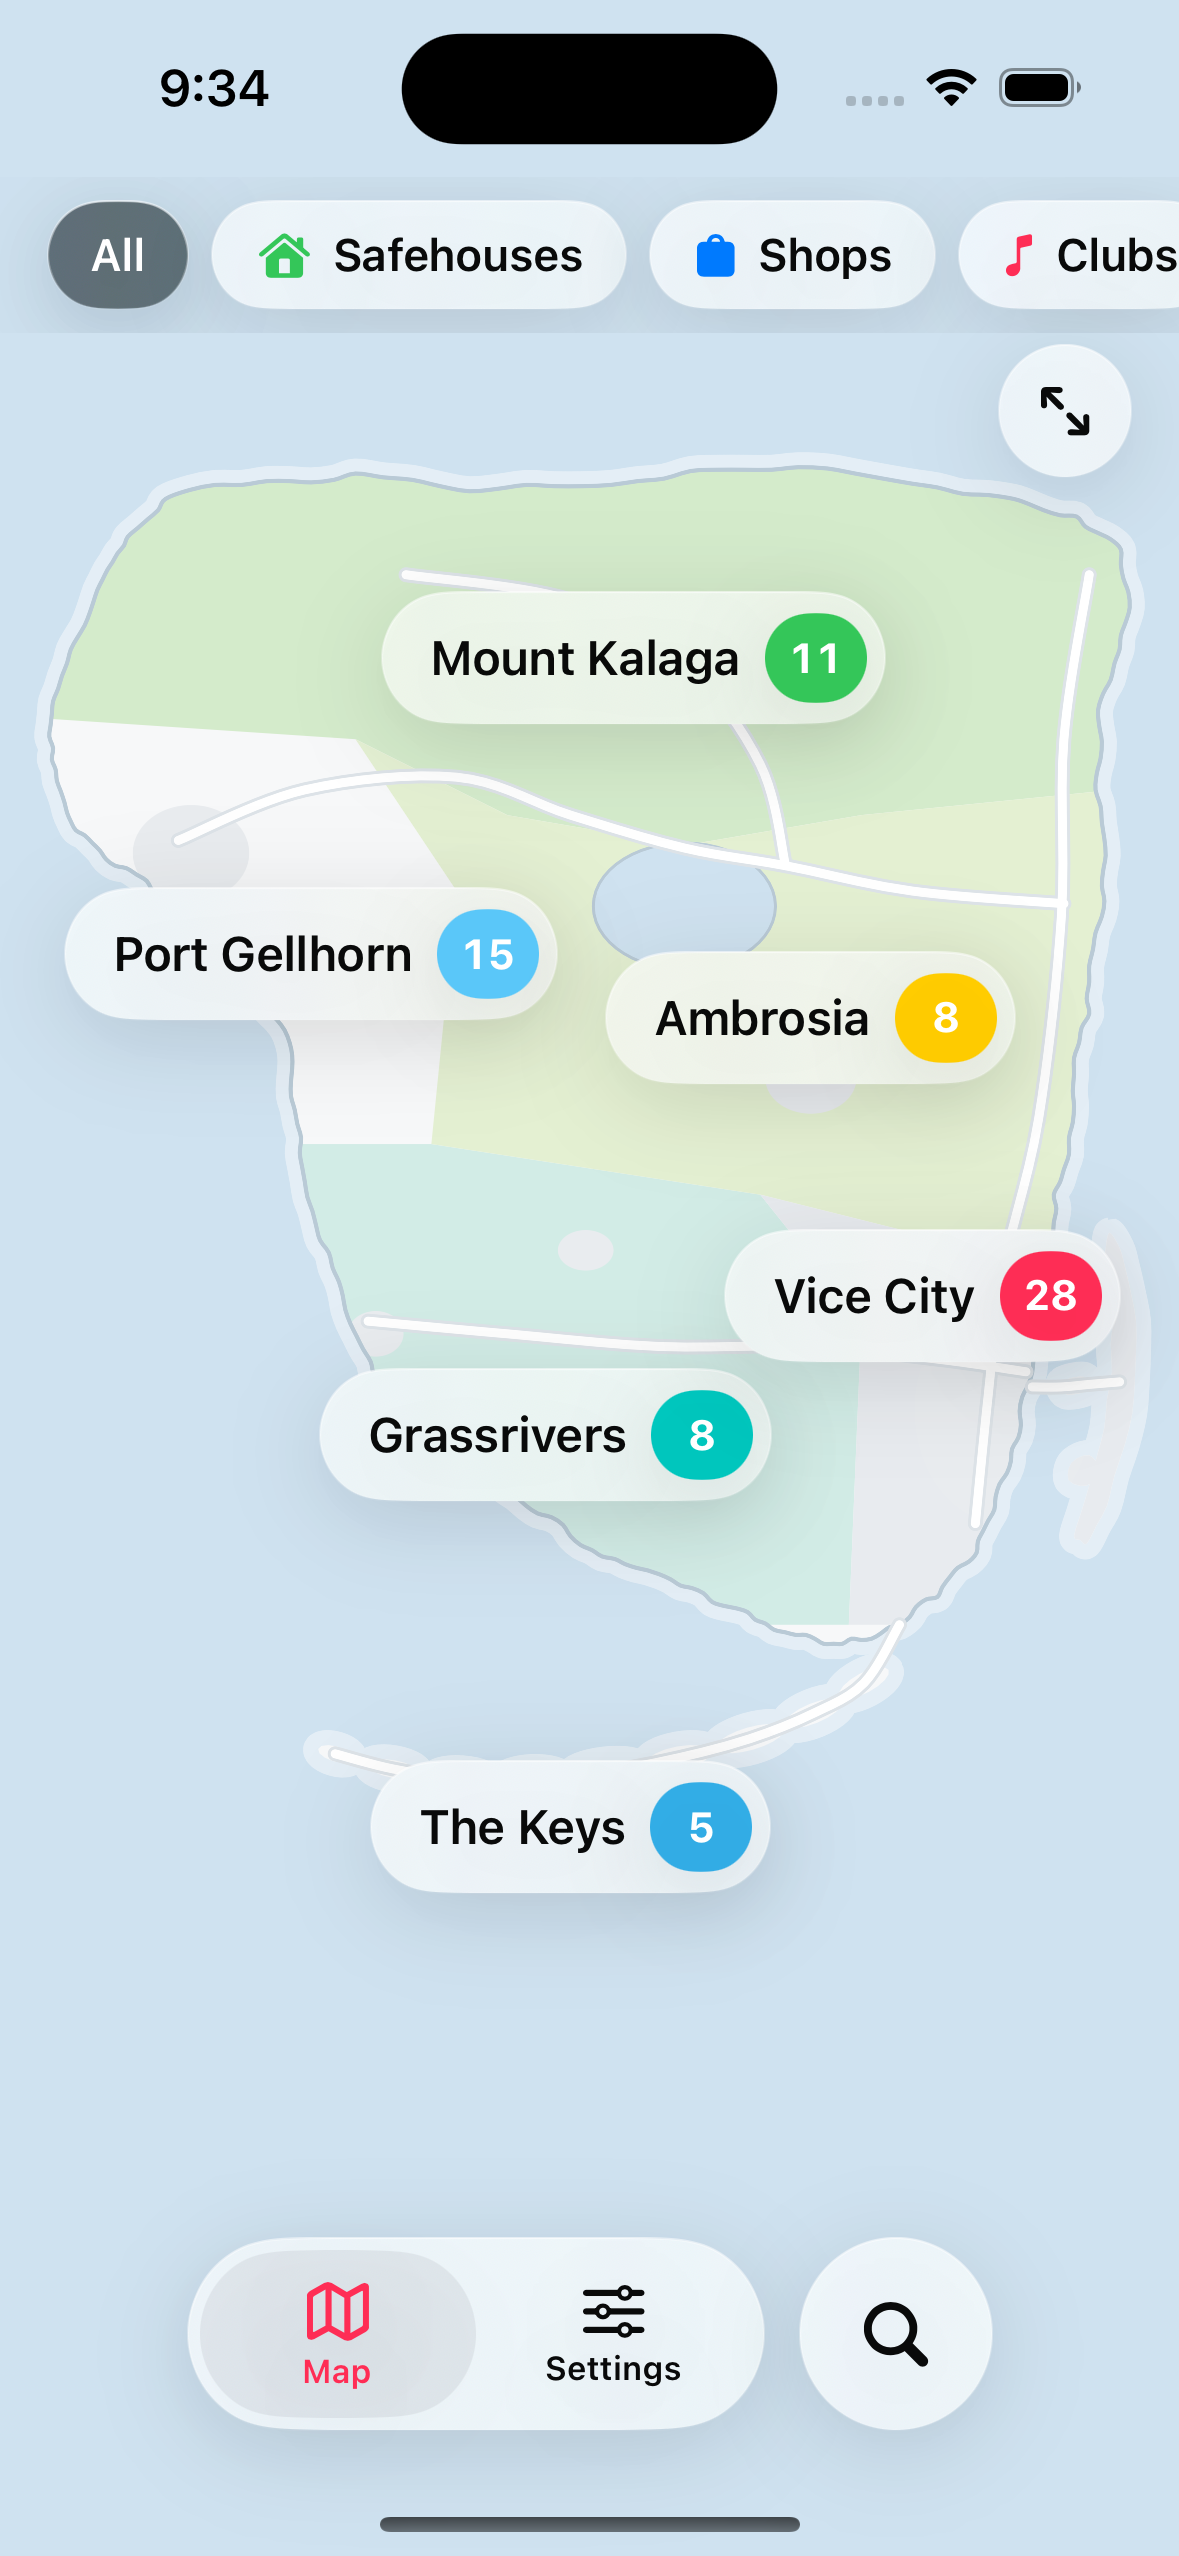 9:34
All
Safehouses
Shops
Clubs
Mount Kalaga 11
Port Gellhorn 15
Ambrosia 8
Vice City 28
Grassrivers 8
The Keys 5
Map
Settings